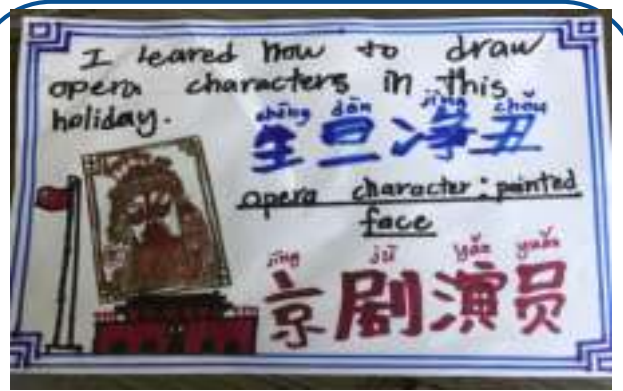 I leared how to draw
opera characters in this
holiday.
shēng dàn jìng chǒu
生旦净丑
opera character: painted
face
jīng jù yǎn yuán
京剧演员